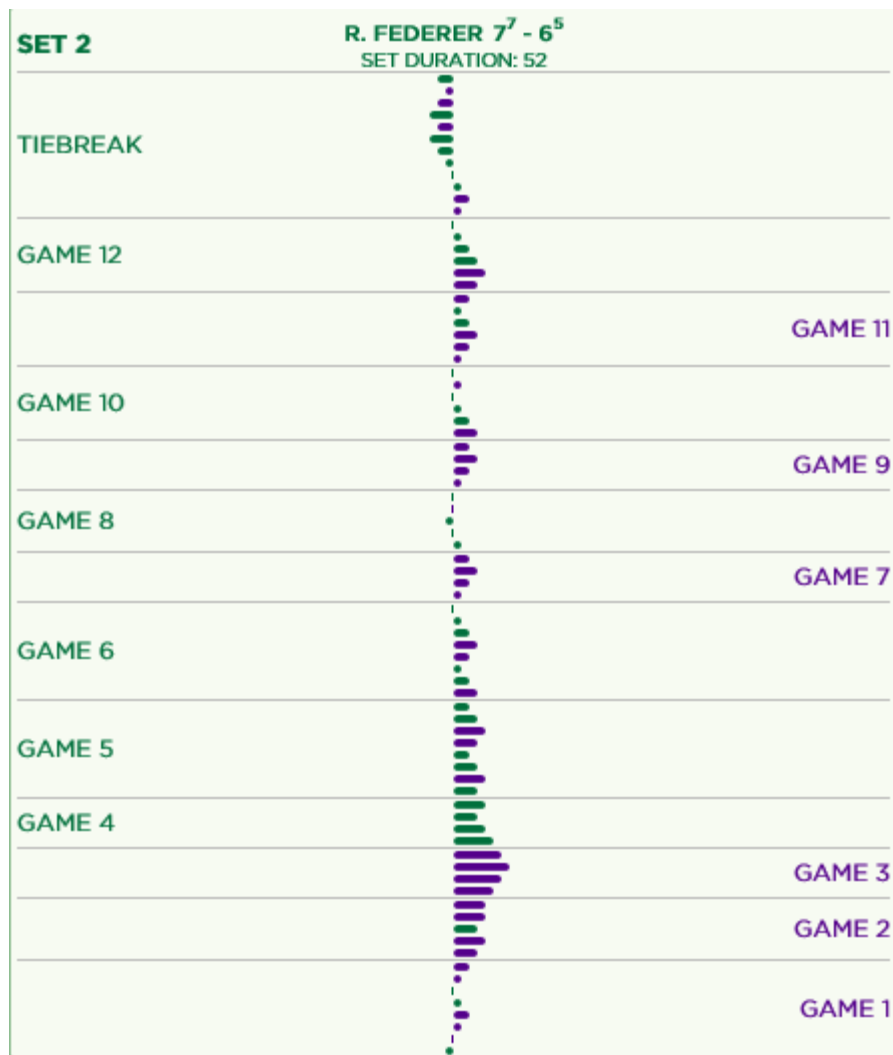 SET 2
R. FEDERER 7⁷ - 6⁵
SET DURATION: 52
TIEBREAK
GAME 12
GAME 11
GAME 10
GAME 9
GAME 8
GAME 7
GAME 6
GAME 5
GAME 4
GAME 3
GAME 2
GAME 1